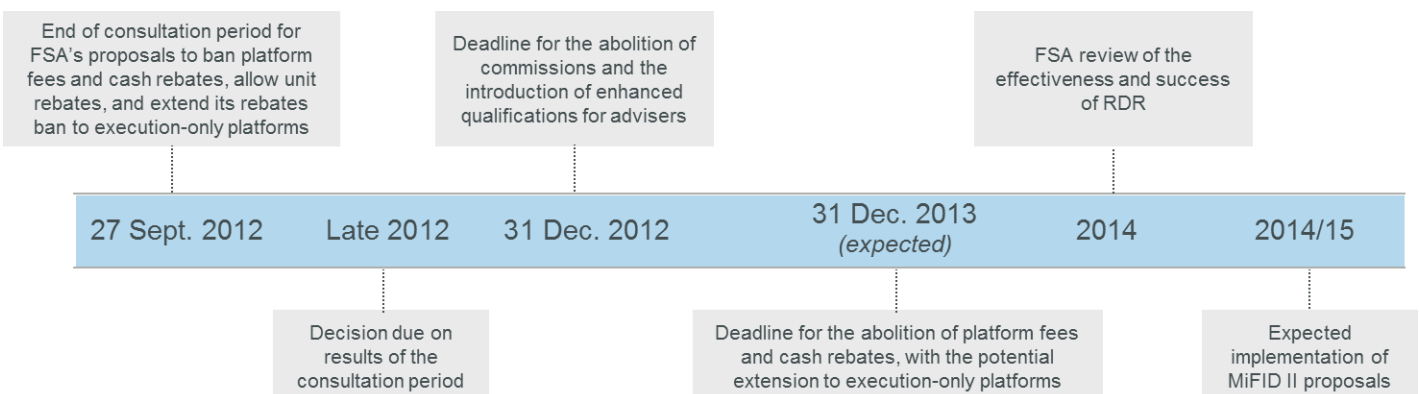 End of consultation period for
FSA's proposals to ban platform
fees and cash rebates, allow unit
rebates, and extend its rebates
ban to execution-only platforms
Deadline for the abolition of
commissions and the
introduction of enhanced
qualifications for advisers
FSA review of the
effectiveness and success
of RDR
27 Sept. 2012
Late 2012
31 Dec. 2012
31 Dec. 2013
(expected)
2014
2014/15
Decision due on
results of the
consultation period
Deadline for the abolition of platform fees
and cash rebates, with the potential
extension to execution-only platforms
Expected
implementation of
MiFID II proposals